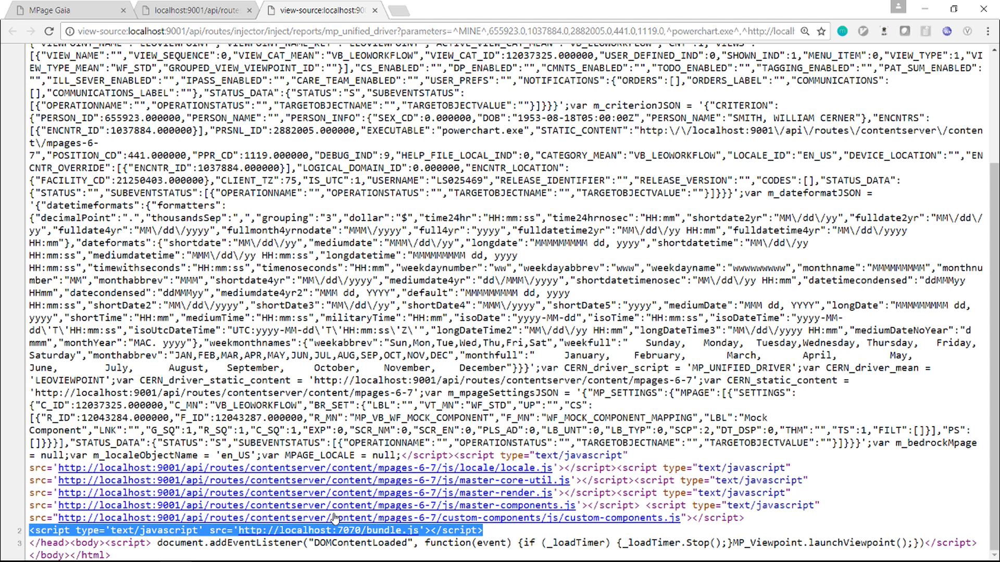 MPage Gaia
localhost:9001/api/route
view-source:localhost:90
view-source:localhost:9001/api/routes/injector/inject/reports/mp_unified_driver?parameters=^MINE^,655923.0,1037884.0,2882005.0,441.0,1119.0,^powerchart.exe^,^http://local
[{"VIEW_NAME":"","VIEW_SEQUENCE":0,"VIEW_CAT_MEAN":"VB_LEOWORKFLOW","VIEW_CAT_ID":12037325.000000,"USER_DEFINED_IND":0,"SHOWN_IND":1,"MENU_ITEM":0,"VIEW_TYPE":1,"VI
EW_TYPE_MEAN":"WF_STD","GROUPED_VIEW_VIEWPOINT_ID":""}],"CS_ENABLED":"","DP_ENABLED":"","CMNTS_ENABLED":"","TODO_ENABLED":"","TAGGING_ENABLED":"","PAT_SUM_ENABLED":
"","ILL_SEVER_ENABLED":"","IPASS_ENABLED":"","CARE_TEAM_ENABLED":"","USER_PREFS":"","NOTIFICATIONS":{"ORDERS":[],"ORDERS_LABEL":"","COMMUNICATIONS":
[],"COMMUNICATIONS_LABEL":""},"STATUS_DATA":{"STATUS":"S","SUBEVENTSTATUS":
[{"OPERATIONNAME":"","OPERATIONSTATUS":"","TARGETOBJECTNAME":"","TARGETOBJECTVALUE":""}]}}}';var m_criterionJSON = '{"CRITERION":
{"PERSON_ID":655923.000000,"PERSON_NAME":"","PERSON_INFO":{"SEX_CD":0.000000,"DOB":"1953-08-18T05:00:00Z","PERSON_NAME":"SMITH, WILLIAM CERNER"},"ENCNTRS":
[{"ENCNTR_ID":1037884.000000}],"PRSNL_ID":2882005.000000,"EXECUTABLE":"powerchart.exe","STATIC_CONTENT":"http:\/\/localhost:9001\/api\/routes\/contentserver\/conten
t\/mpages-6-
7","POSITION_CD":441.000000,"PPR_CD":1119.000000,"DEBUG_IND":9,"HELP_FILE_LOCAL_IND":0,"CATEGORY_MEAN":"VB_LEOWORKFLOW","LOCALE_ID":"EN_US","DEVICE_LOCATION":"","EN
CNTR_OVERRIDE":[{"ENCNTR_ID":1037884.000000}],"LOGICAL_DOMAIN_ID":0.000000,"ENCNTR_LOCATION":
{"FACILITY_CD":21250403.000000},"CLIENT_TZ":75,"IS_UTC":1,"USERNAME":"LS025469","RELEASE_IDENTIFIER":"","RELEASE_VERSION":"","CODES":[],"STATUS_DATA":
{"STATUS":"","SUBEVENTSTATUS":[{"OPERATIONNAME":"","OPERATIONSTATUS":"","TARGETOBJECTNAME":"","TARGETOBJECTVALUE":""}]}}}';var m_dateformatJSON =
'{"datetimeformats":{"formatters":
{"decimalPoint":".","thousandsSep":",","grouping":"3","dollar":"$","time24hr":"HH:mm:ss","time24hrnosec":"HH:mm","shortdate2yr":"MM\/dd\/yy","fulldate2yr":"MM\/dd\/
yy","fulldate4yr":"MM\/dd\/yyyy","fullmonth4yrnodate":"MMM\/yyyy","full4yr":"yyyy","fulldatetime2yr":"MM\/dd\/yy HH:mm","fulldatetime4yr":"MM\/dd\/yyyy
HH:mm"},"dateformats":{"shortdate":"MM\/dd\/yy","mediumdate":"MMM\/dd\/yy","longdate":"MMMMMMMMM dd, yyyy","shortdatetime":"MM\/dd\/yy
HH:mm:ss","mediumdatetime":"MMM\/dd\/yy HH:mm:ss","longdatetime":"MMMMMMMMM dd, yyyy
HH:mm:ss","timewithseconds":"HH:mm:ss","timenoseconds":"HH:mm","weekdaynumber":"ww","weekdayabbrev":"www","weekdayname":"wwwwwwwww","monthname":"MMMMMMMMM","monthnu
mber":"MM","monthabbrev":"MMM","shortdate4yr":"MM\/dd\/yyyy","mediumdate4yr":"dd\/MMM\/yyyy","shortdatetimenosec":"MM\/dd\/yy HH:mm","datetimecondensed":"ddMMMyy
HHmm","datecondensed":"ddMMMyy","mediumdate4yr2":"MMM dd, YYYY","default":"MMMMMMMMM dd, yyyy
HH:mm:ss","shortDate2":"MM\/dd\/yyyy","shortDate3":"MM\/dd\/yy","shortDate4":"MMM\/yyyy","shortDate5":"yyyy","mediumDate":"MMM dd, YYYY","longDate":"MMMMMMMMM dd,
yyyy","shortTime":"HH:mm","mediumTime":"HH:mm:ss","militaryTime":"HH:mm","isoDate":"yyyy-MM-dd","isoTime":"HH:mm:ss","isoDateTime":"yyyy-MM-
dd\'T\'HH:mm:ss","isoUtcDateTime":"UTC:yyyy-MM-dd\'T\'HH:mm:ss\'Z\'","longDateTime2":"MM\/dd\/yy HH:mm","longDateTime3":"MM\/dd\/yyyy HH:mm","mediumDateNoYear":"d
mmm","monthYear":"MAC. yyyy"},"weekmonthnames":{"weekabbrev":"Sun,Mon,Tue,Wed,Thu,Fri,Sat","weekfull":" Sunday, Monday, Tuesday,Wednesday, Thursday, Friday,
Saturday","monthabbrev":"JAN,FEB,MAR,APR,MAY,JUN,JUL,AUG,SEP,OCT,NOV,DEC","monthfull":" January, February, March, April, May,
June, July, August, September, October, November, December"}}}';var CERN_driver_script = 'MP_UNIFIED_DRIVER';var CERN_driver_mean =
'LEOVIEWPOINT';var CERN_driver_static_content = 'http://localhost:9001/api/routes/contentserver/content/mpages-6-7';var CERN_static_content =
'http://localhost:9001/api/routes/contentserver/content/mpages-6-7';var m_mpageSettingsJSON = '{"MP_SETTINGS":{"MPAGE":[{"SETTINGS":
{"C_ID":12037325.000000,"C_MN":"VB_LEOWORKFLOW","BR_SET":{"LBL":"","VT_MN":"WF_STD","UP":"","CS":
[{"R_ID":12043284.000000,"F_ID":12043287.000000,"R_MN":"MP_VB_WF_MOCK_COMPONENT","F_MN":"WF_MOCK_COMPONENT_MAPPING","LBL":"Mock
Component","LNK":"","G_SQ":1,"R_SQ":1,"C_SQ":1,"EXP":0,"SCR_NM":0,"SCR_EN":0,"PLS_AD":0,"LB_UNT":0,"LB_TYP":0,"SCP":2,"DT_DSP":0,"THM":"","TS":1,"FILT":[]}],"PS":
[]}}}],"STATUS_DATA":{"STATUS":"S","SUBEVENTSTATUS":[{"OPERATIONNAME":"","OPERATIONSTATUS":"","TARGETOBJECTNAME":"","TARGETOBJECTVALUE":""}]}}}';var m_bedrockMpage
= null;var m_localeObjectName = 'en_US';var MPAGE_LOCALE = null;</script><script type="text/javascript"
src='http://localhost:9001/api/routes/contentserver/content/mpages-6-7/js/locale/locale.js'></script><script type="text/javascript"
src='http://localhost:9001/api/routes/contentserver/content/mpages-6-7/js/master-core-util.js'></script><script type="text/javascript"
src='http://localhost:9001/api/routes/contentserver/content/mpages-6-7/js/master-render.js'></script><script type="text/javascript"
src='http://localhost:9001/api/routes/contentserver/content/mpages-6-7/js/master-components.js'></script> <script type="text/javascript"
src="http://localhost:9001/api/routes/contentserver/content/mpages-6-7/custom-components/js/custom-components.js"></script>
2 <script type='text/javascript' src='http://localhost:7070/bundle.js'></script>
3 </head><body><script> document.addEventListener("DOMContentLoaded", function(event) {if (_loadTimer) {_loadTimer.Stop();}MP_Viewpoint.launchViewpoint();})</script>
</body></html>